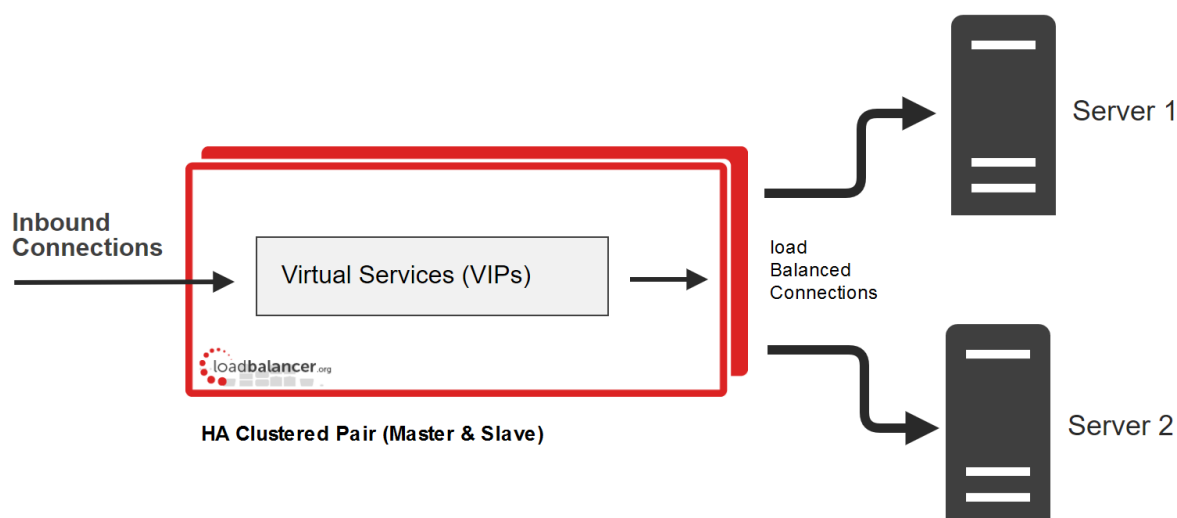 Server 1
Inbound
Connections
Virtual Services (VIPs)
load
Balanced
Connections
loadbalancer.org
HA Clustered Pair (Master & Slave)
Server 2